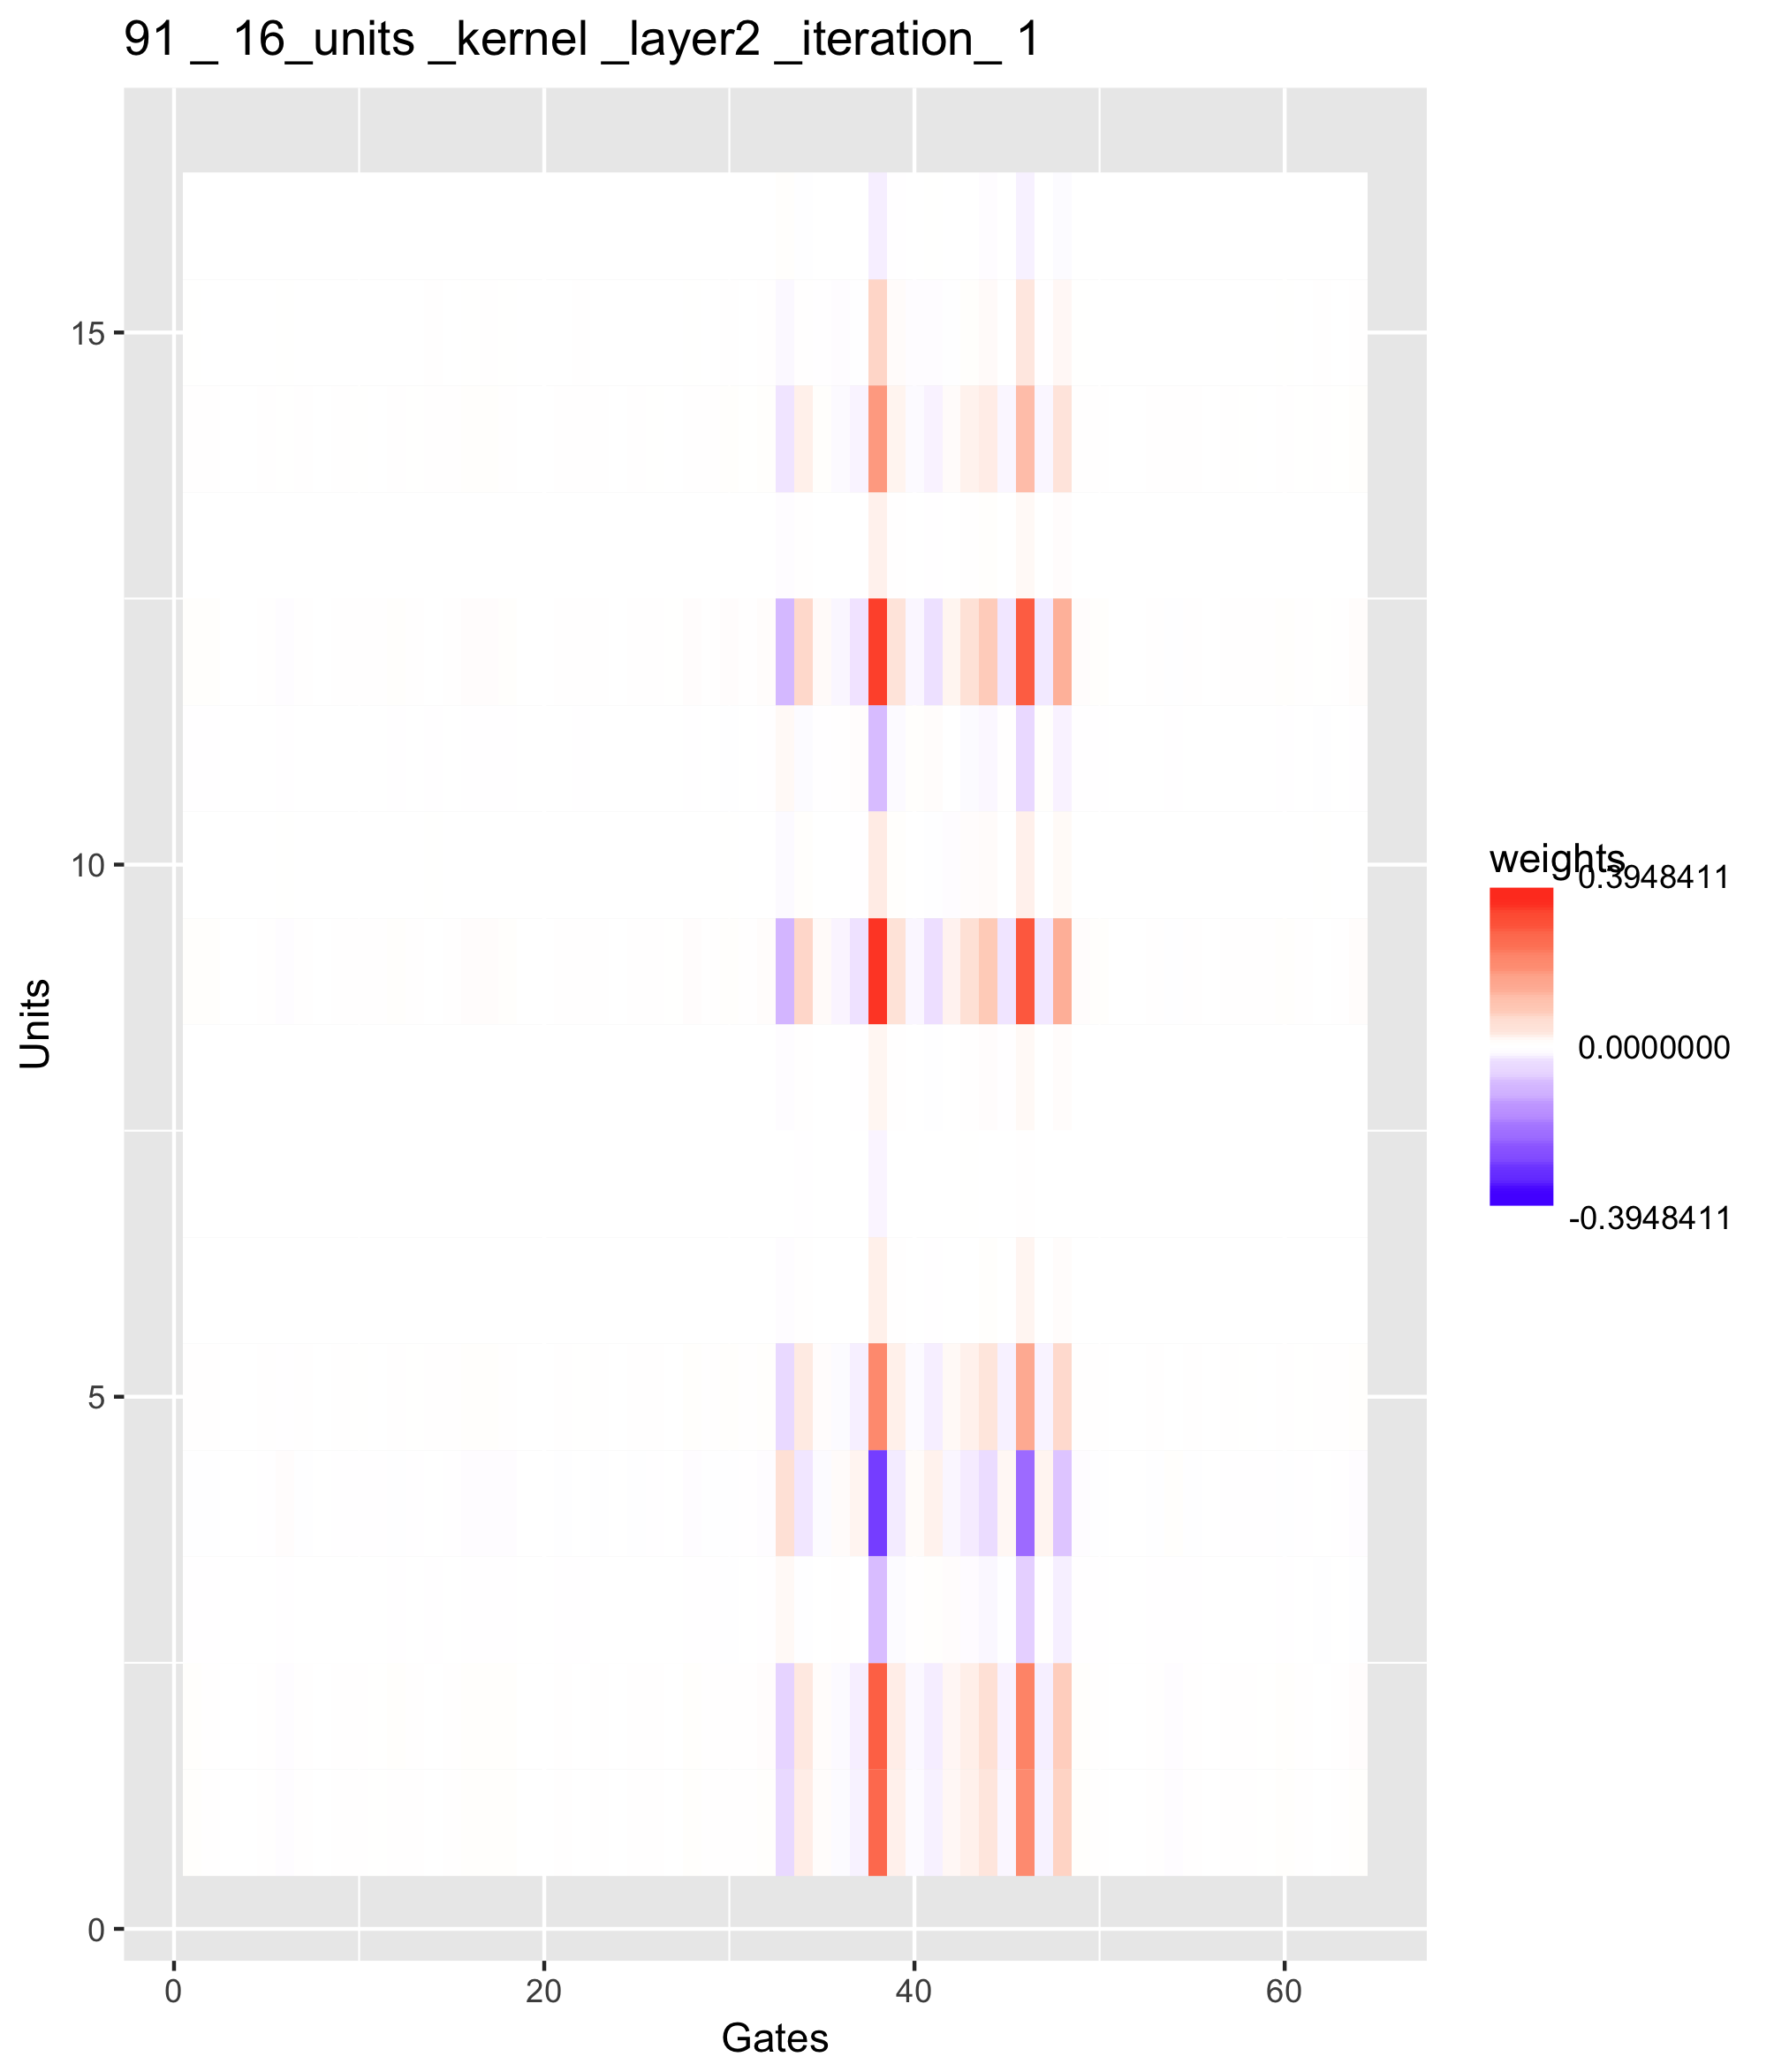 91 _ 16_units _kernel _layer2 _iteration_ 1
15
10
5
0
0 20 40 60
Gates
Units
weights
0.3948411
0.0000000
-0.3948411